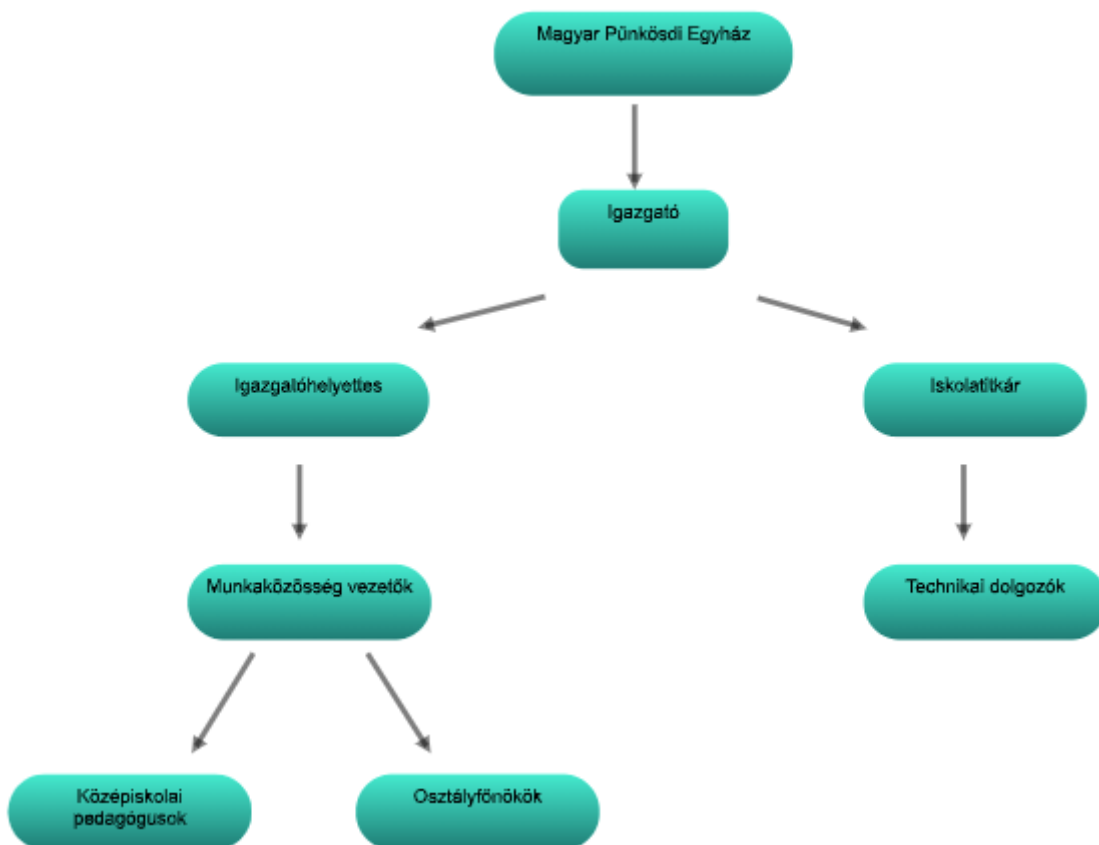 Magyar Pünkösdi Egyház
Igazgató
Igazgatóhelyettes
Iskolatitkár
Munkaközösség vezetők
Technikai dolgozók
Középiskolai
pedagógusok
Osztályfőnökök